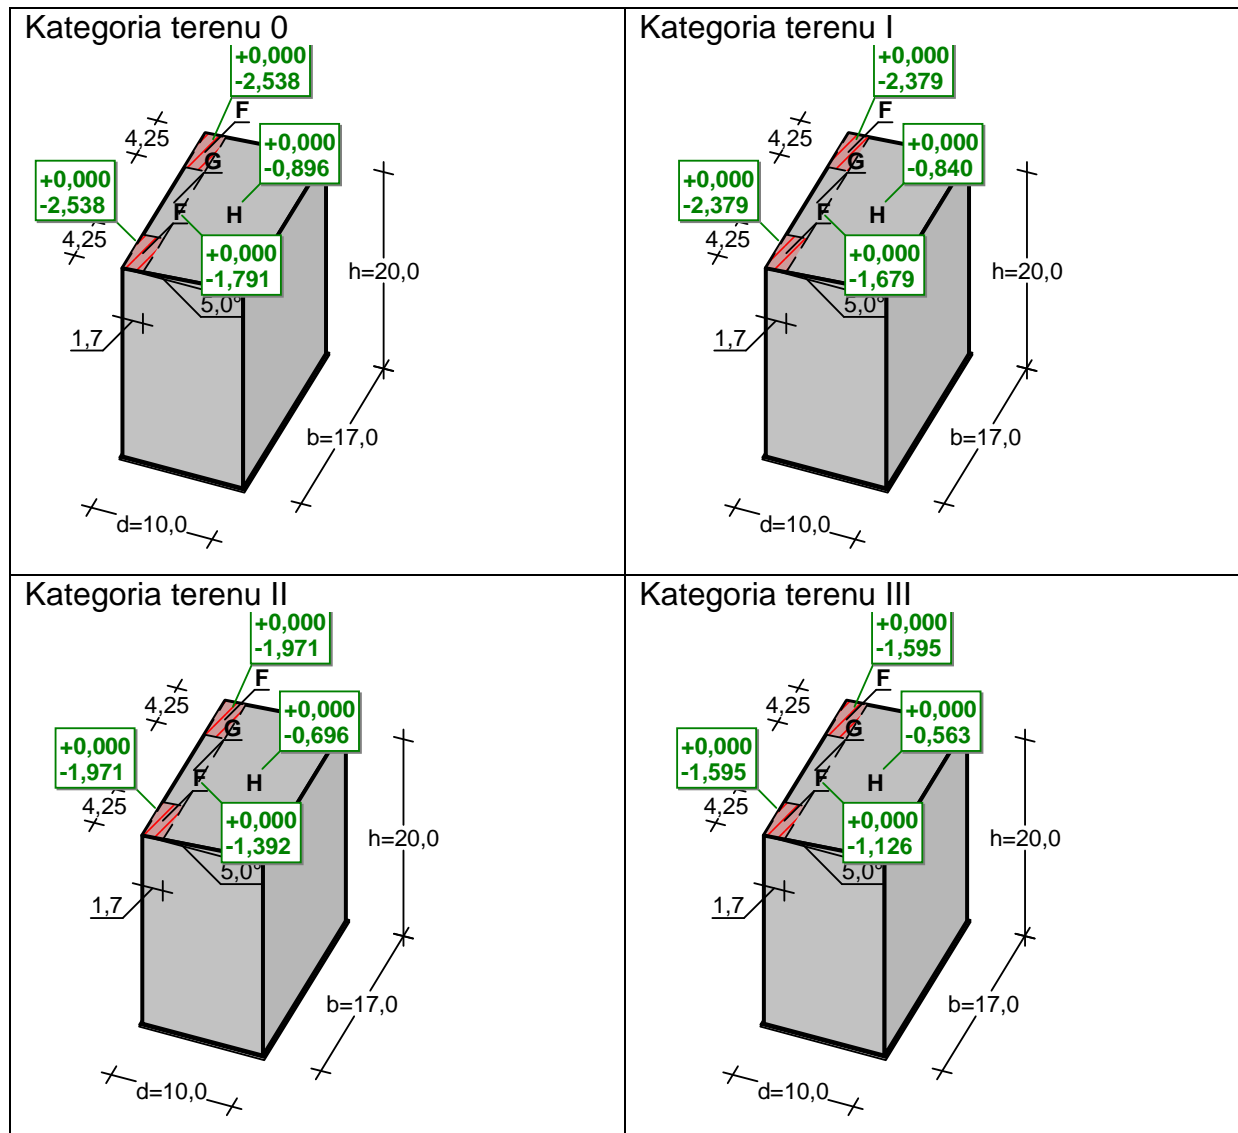 Kategoria terenu 0
+0,000
-2,538
F
4,25
+0,000
-0,896
G
+0,000
-2,538
F
H
4,25
+0,000
-1,791
h=20,0
5,0°
1,7
b=17,0
d=10,0
Kategoria terenu I
+0,000
-2,379
F
4,25
+0,000
-0,840
G
+0,000
-2,379
F
H
4,25
+0,000
-1,679
h=20,0
5,0°
1,7
b=17,0
d=10,0
Kategoria terenu II
+0,000
-1,971
F
4,25
+0,000
-0,696
G
+0,000
-1,971
F
H
4,25
+0,000
-1,392
h=20,0
5,0°
1,7
b=17,0
d=10,0
Kategoria terenu III
+0,000
-1,595
F
4,25
+0,000
-0,563
G
+0,000
-1,595
F
H
4,25
+0,000
-1,126
h=20,0
5,0°
1,7
b=17,0
d=10,0